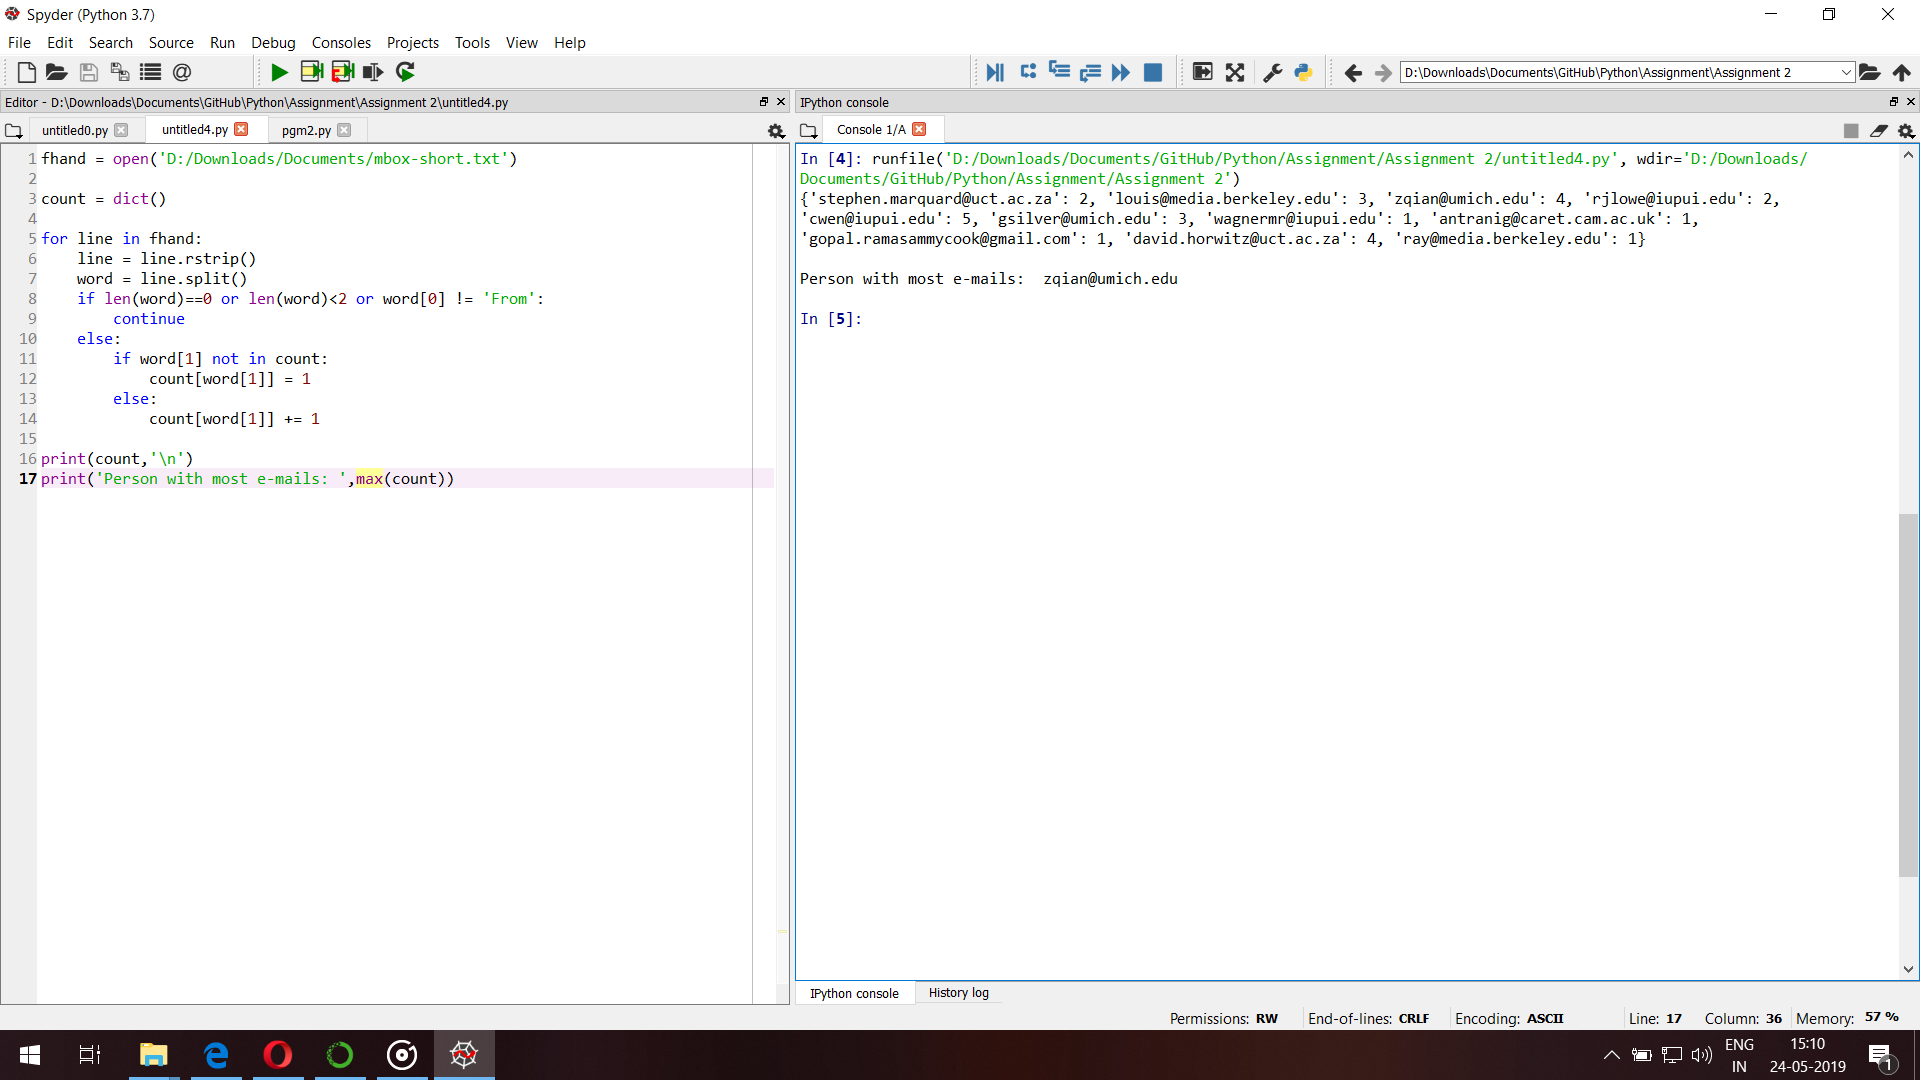 Spyder (Python 3.7)
File Edit Search Source Run Debug Consoles Projects Tools View Help
D:\Downloads\Documents\GitHub\Python\Assignment\Assignment 2
Editor - D:\Downloads\Documents\GitHub\Python\Assignment\Assignment 2\untitled4.py
untitled0.py untitled4.py pgm2.py
1 fhand = open('D:/Downloads/Documents/mbox-short.txt')
2
3 count = dict()
4
5 for line in fhand:
6     line = line.rstrip()
7     word = line.split()
8     if len(word)==0 or len(word)<2 or word[0] != 'From':
9         continue
10     else:
11         if word[1] not in count:
12             count[word[1]] = 1
13         else:
14             count[word[1]] += 1
15
16 print(count,'\n')
17 print('Person with most e-mails: ',max(count))
IPython console
Console 1/A
In [4]: runfile('D:/Downloads/Documents/GitHub/Python/Assignment/Assignment 2/untitled4.py', wdir='D:/Downloads/
Documents/GitHub/Python/Assignment/Assignment 2')
{'stephen.marquard@uct.ac.za': 2, 'louis@media.berkeley.edu': 3, 'zqian@umich.edu': 4, 'rjlowe@iupui.edu': 2,
'cwen@iupui.edu': 5, 'gsilver@umich.edu': 3, 'wagnermr@iupui.edu': 1, 'antranig@caret.cam.ac.uk': 1,
'gopal.ramasammycook@gmail.com': 1, 'david.horwitz@uct.ac.za': 4, 'ray@media.berkeley.edu': 1}
Person with most e-mails:  zqian@umich.edu
In [5]:
IPython console History log
Permissions: RW End-of-lines: CRLF Encoding: ASCII Line: 17 Column: 36 Memory: 57 %
ENG
IN
15:10
24-05-2019
1